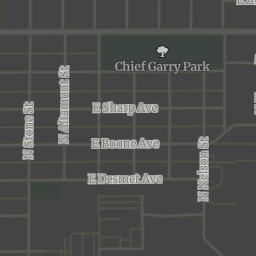 Chief Garry Park
N Altamont St
E Sharp Ave
N Stone St
E Boone Ave
N Nelson St
E Desmet Ave